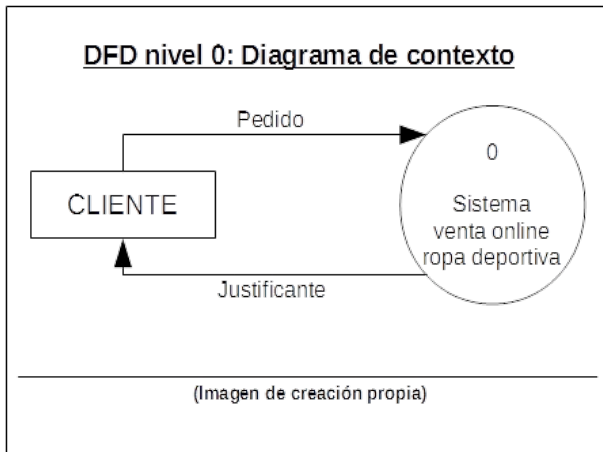 DFD nivel 0: Diagrama de contexto
Pedido
0
CLIENTE
Sistema
venta online
ropa deportiva
Justificante
(Imagen de creación propia)